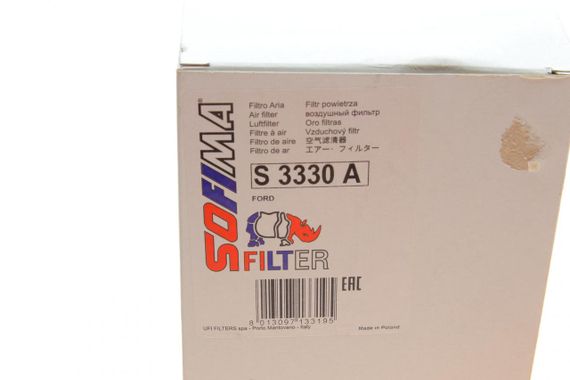 SOFIMA®
Filtro Aria
Air filter
Luftfilter
Filtre à air
Filtro de aire
Filtro de ar
Filtr powietrza
воздушный фильтр
Oro filtras
Vzduchový filtr
空气滤清器
エアー・フィルター
S 3330 A
FORD
FILTER
EAC
8 013097 133195
UFI FILTERS spa - Porto Mantovano - Italy
Made in Poland